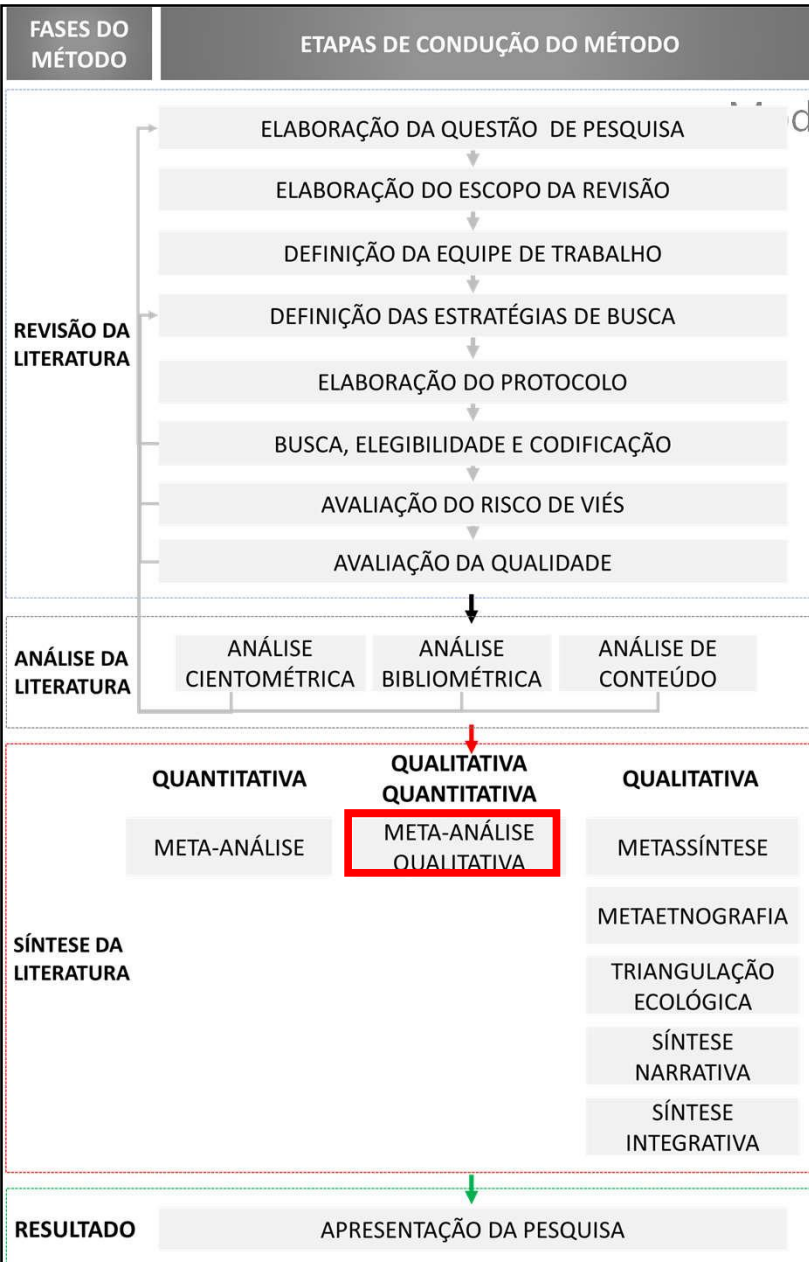 FASES DO
MÉTODO
ETAPAS DE CONDUÇÃO DO MÉTODO
ELABORAÇÃO DA QUESTÃO DE PESQUISA
ELABORAÇÃO DO ESCOPO DA REVISÃO
DEFINIÇÃO DA EQUIPE DE TRABALHO
DEFINIÇÃO DAS ESTRATÉGIAS DE BUSCA
REVISÃO DA
LITERATURA
ELABORAÇÃO DO PROTOCOLO
BUSCA, ELEGIBILIDADE E CODIFICAÇÃO
AVALIAÇÃO DO RISCO DE VIÉS
AVALIAÇÃO DA QUALIDADE
ANÁLISE DA
LITERATURA
ANÁLISE
CIENTOMÉTRICA
ANÁLISE
BIBLIOMÉTRICA
ANÁLISE DE
CONTEÚDO
QUANTITATIVA
QUALITATIVA
QUANTITATIVA
QUALITATIVA
META-ANÁLISE
META-ANÁLISE
QUALITATIVA
METASSÍNTESE
METAETNOGRAFIA
SÍNTESE DA
LITERATURA
TRIANGULAÇÃO
ECOLÓGICA
SÍNTESE
NARRATIVA
SÍNTESE
INTEGRATIVA
RESULTADO
APRESENTAÇÃO DA PESQUISA